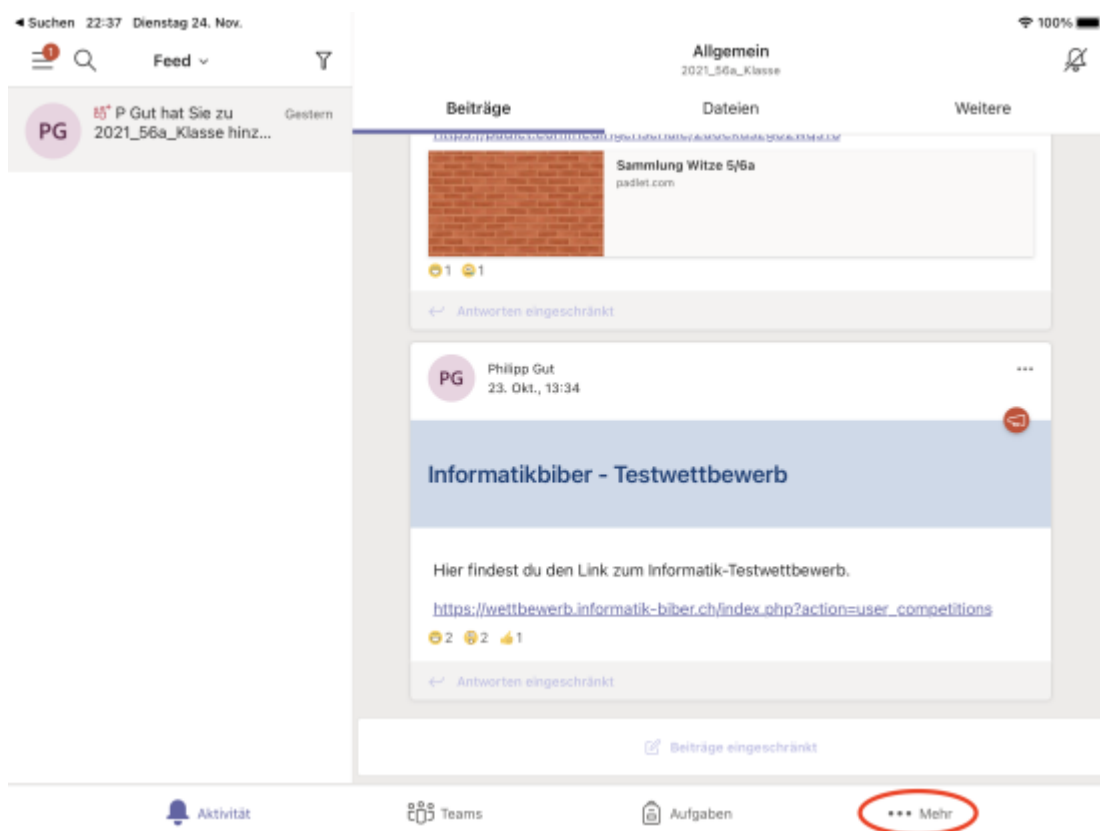 Suchen 22:37 Dienstag 24. Nov.
100%
1
Feed
PG
P Gut hat Sie zu
2021_56a_Klasse hinz...
Gestern
Allgemein
2021_56a_Klasse
Beiträge Dateien Weitere
Sammlung Witze 5/6a
padlet.com
1 1
Antworten eingeschränkt
PG
Philipp Gut
23. Okt., 13:34
Informatikbiber - Testwettbewerb
Hier findest du den Link zum Informatik-Testwettbewerb.
https://wettbewerb.informatik-biber.ch/index.php?action=user_competitions
2 2 1
Antworten eingeschränkt
Beiträge eingeschränkt
Aktivität Teams Aufgaben ••• Mehr